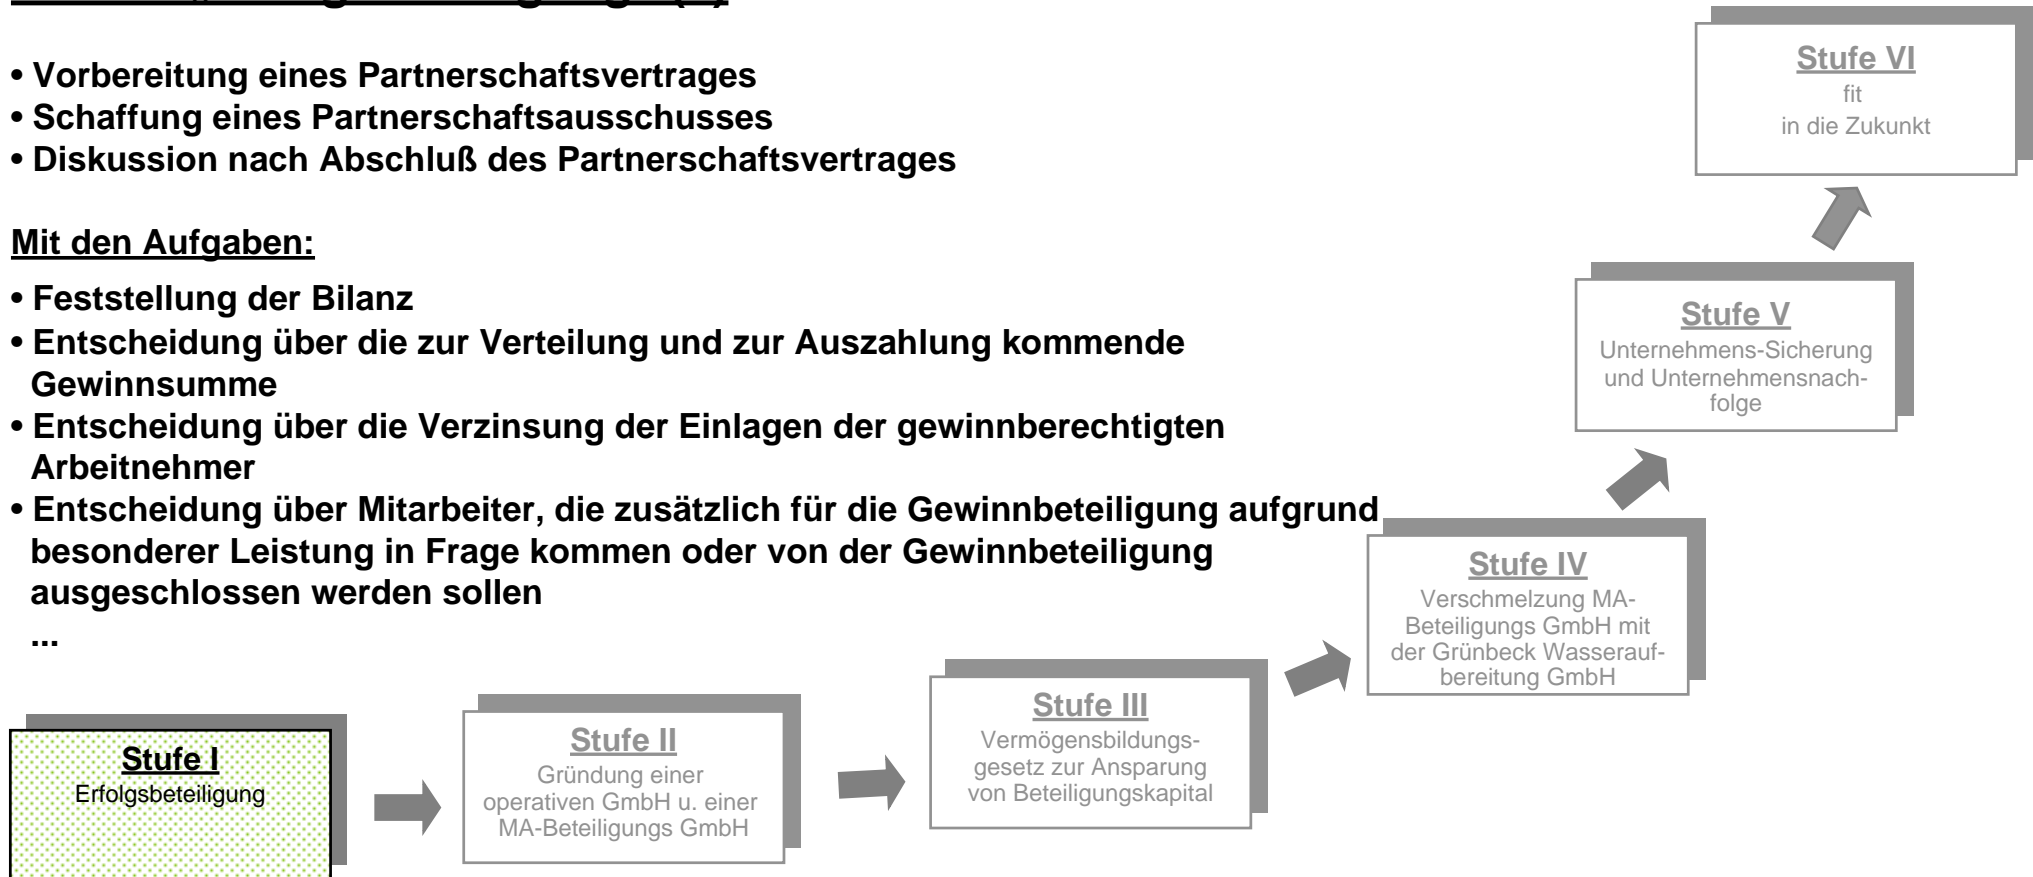 • Vorbereitung eines Partnerschaftsvertrages
• Schaffung eines Partnerschaftsausschusses
• Diskussion nach Abschluß des Partnerschaftsvertrages
Mit den Aufgaben:
• Feststellung der Bilanz
• Entscheidung über die zur Verteilung und zur Auszahlung kommende
Gewinnsumme
• Entscheidung über die Verzinsung der Einlagen der gewinnberechtigten
Arbeitnehmer
• Entscheidung über Mitarbeiter, die zusätzlich für die Gewinnbeteiligung aufgrund
besonderer Leistung in Frage kommen oder von der Gewinnbeteiligung
ausgeschlossen werden sollen
...
Stufe I
Erfolgsbeteiligung
Stufe II
Gründung einer
operativen GmbH u. einer
MA-Beteiligungs GmbH
Stufe III
Vermögensbildungs-
gesetz zur Ansparung
von Beteiligungskapital
Stufe IV
Verschmelzung MA-
Beteiligungs GmbH mit
der Grünbeck Wasserauf-
bereitung GmbH
Stufe V
Unternehmens-Sicherung
und Unternehmensnach-
folge
Stufe VI
fit
in die Zukunkt